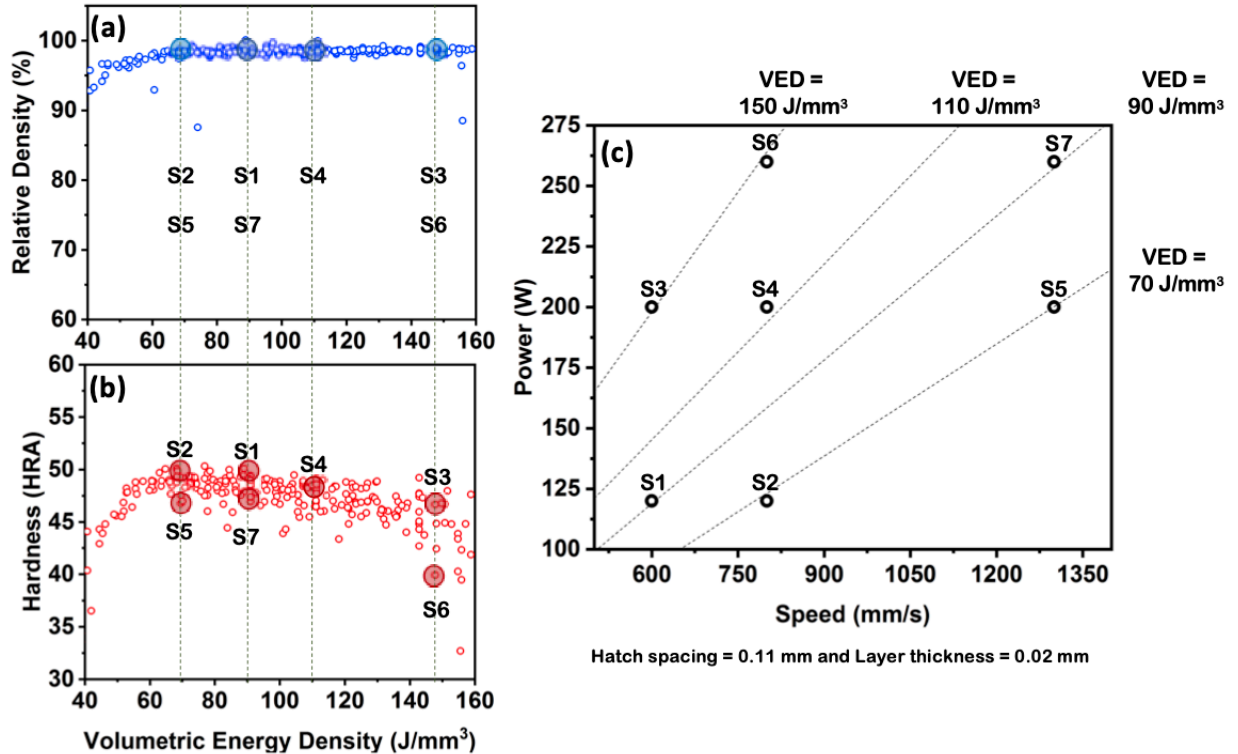 (a)
Relative Density (%)
100
90
80
70
60
40 60 80 100 120 140 160
S2 S1 S4 S3
S5 S7 S6
(b)
Hardness (HRA)
60
55
50
45
40
35
30
S2 S1 S4 S3
S5 S7
S6
40 60 80 100 120 140 160
Volumetric Energy Density (J/mm³)
(c)
VED =
150 J/mm³
VED =
110 J/mm³
VED =
90 J/mm³
VED =
70 J/mm³
Power (W)
275
250
225
200
175
150
125
100
S6 S7
S3 S4 S5
S1 S2
600 750 900 1050 1200 1350
Speed (mm/s)
Hatch spacing = 0.11 mm and Layer thickness = 0.02 mm